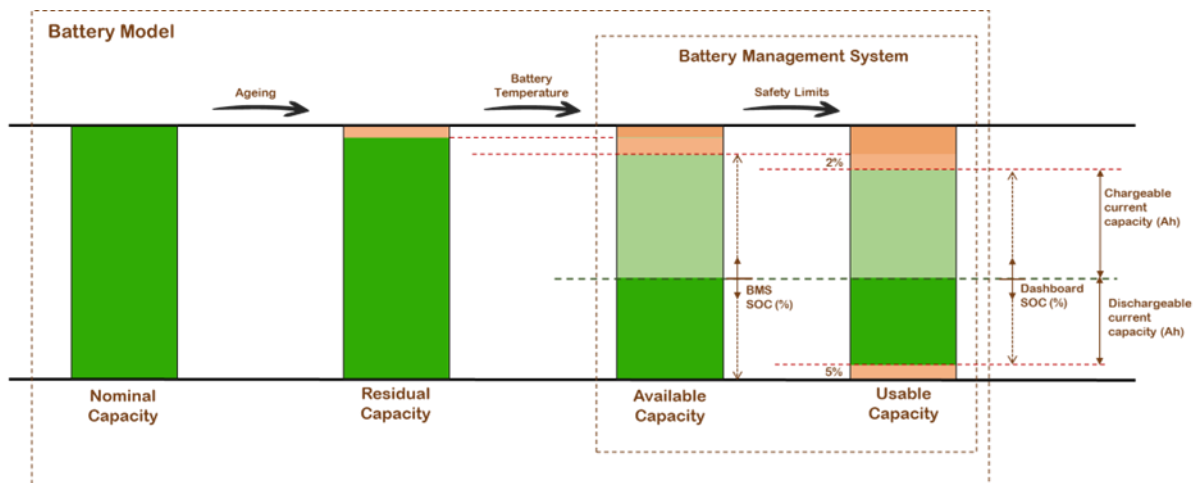 Battery Model
Battery Management System
Ageing
Battery
Temperature
Safety Limits
2%
Chargeable
current
capacity (Ah)
BMS
SOC (%)
Dashboard
SOC (%)
Dischargeable
current
capacity (Ah)
5%
Nominal
Capacity
Residual
Capacity
Available
Capacity
Usable
Capacity